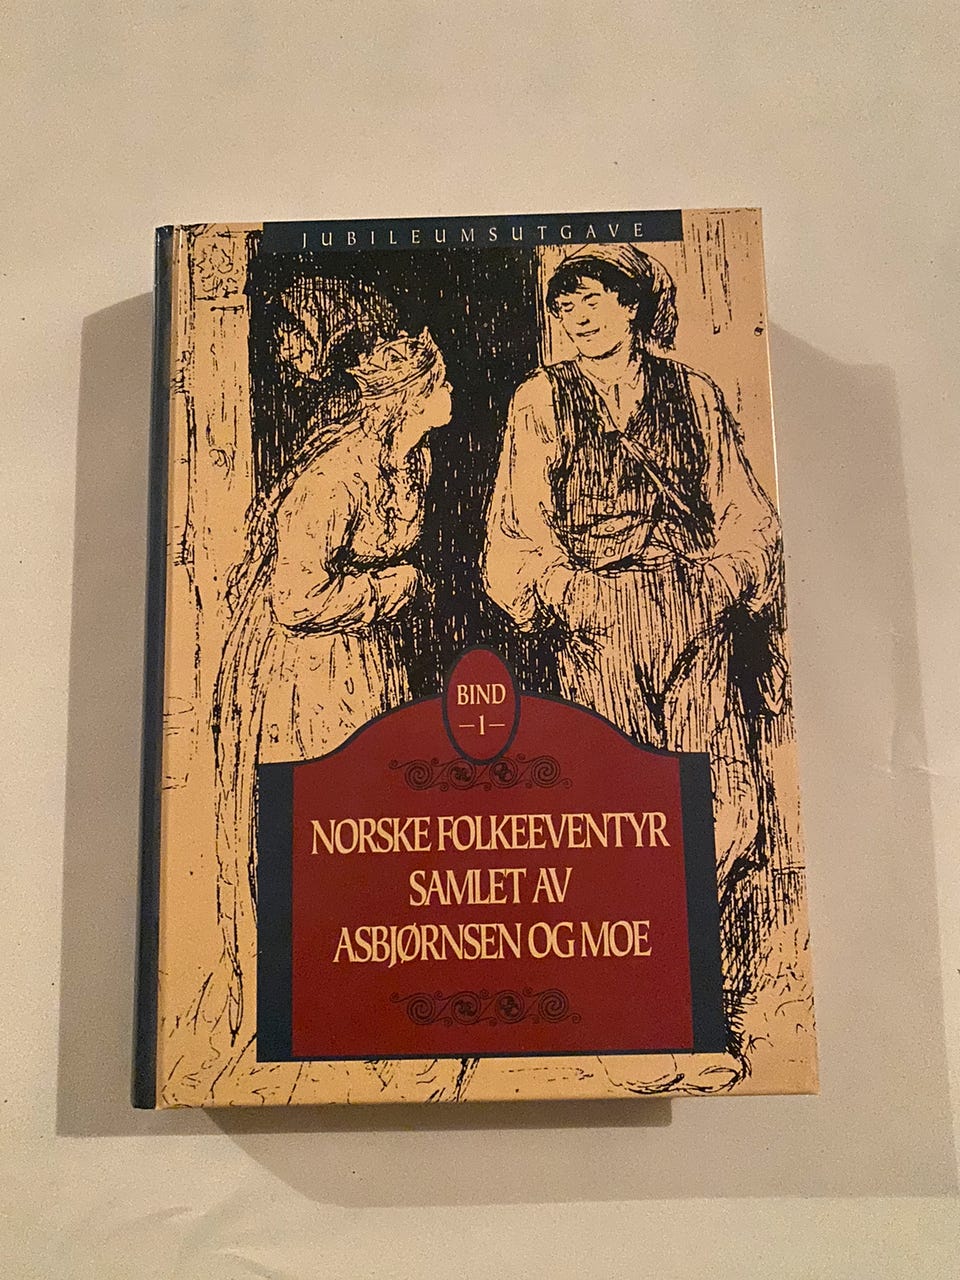 JUBILEUMSUTGAVE
BIND
—1—
NORSKE FOLKEEVENTYR
SAMLET AV
ASBJØRNSEN OG MOE